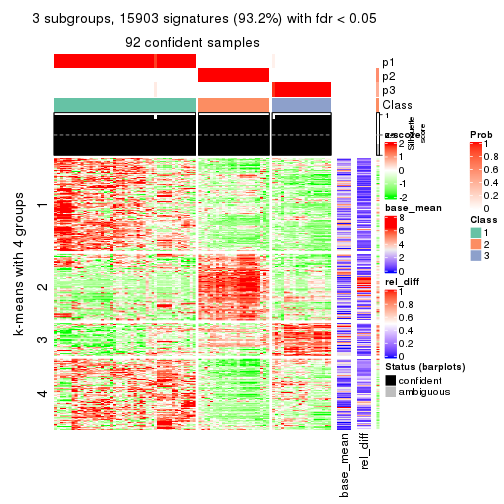 3 subgroups, 15903 signatures (93.2%) with fdr < 0.05
92 confident samples
p1
p2
p3
Class
1
Silhouette
score
k-means with 4 groups
1
2
3
4
base_mean
rel_diff
z-score
2
1
0
-1
-2
base_mean
8
6
4
2
0
rel_diff
1
0.8
0.6
0.4
0.2
0
Status (barplots)
confident
ambiguous
Prob
1
0.8
0.6
0.4
0.2
0
Class
1
2
3